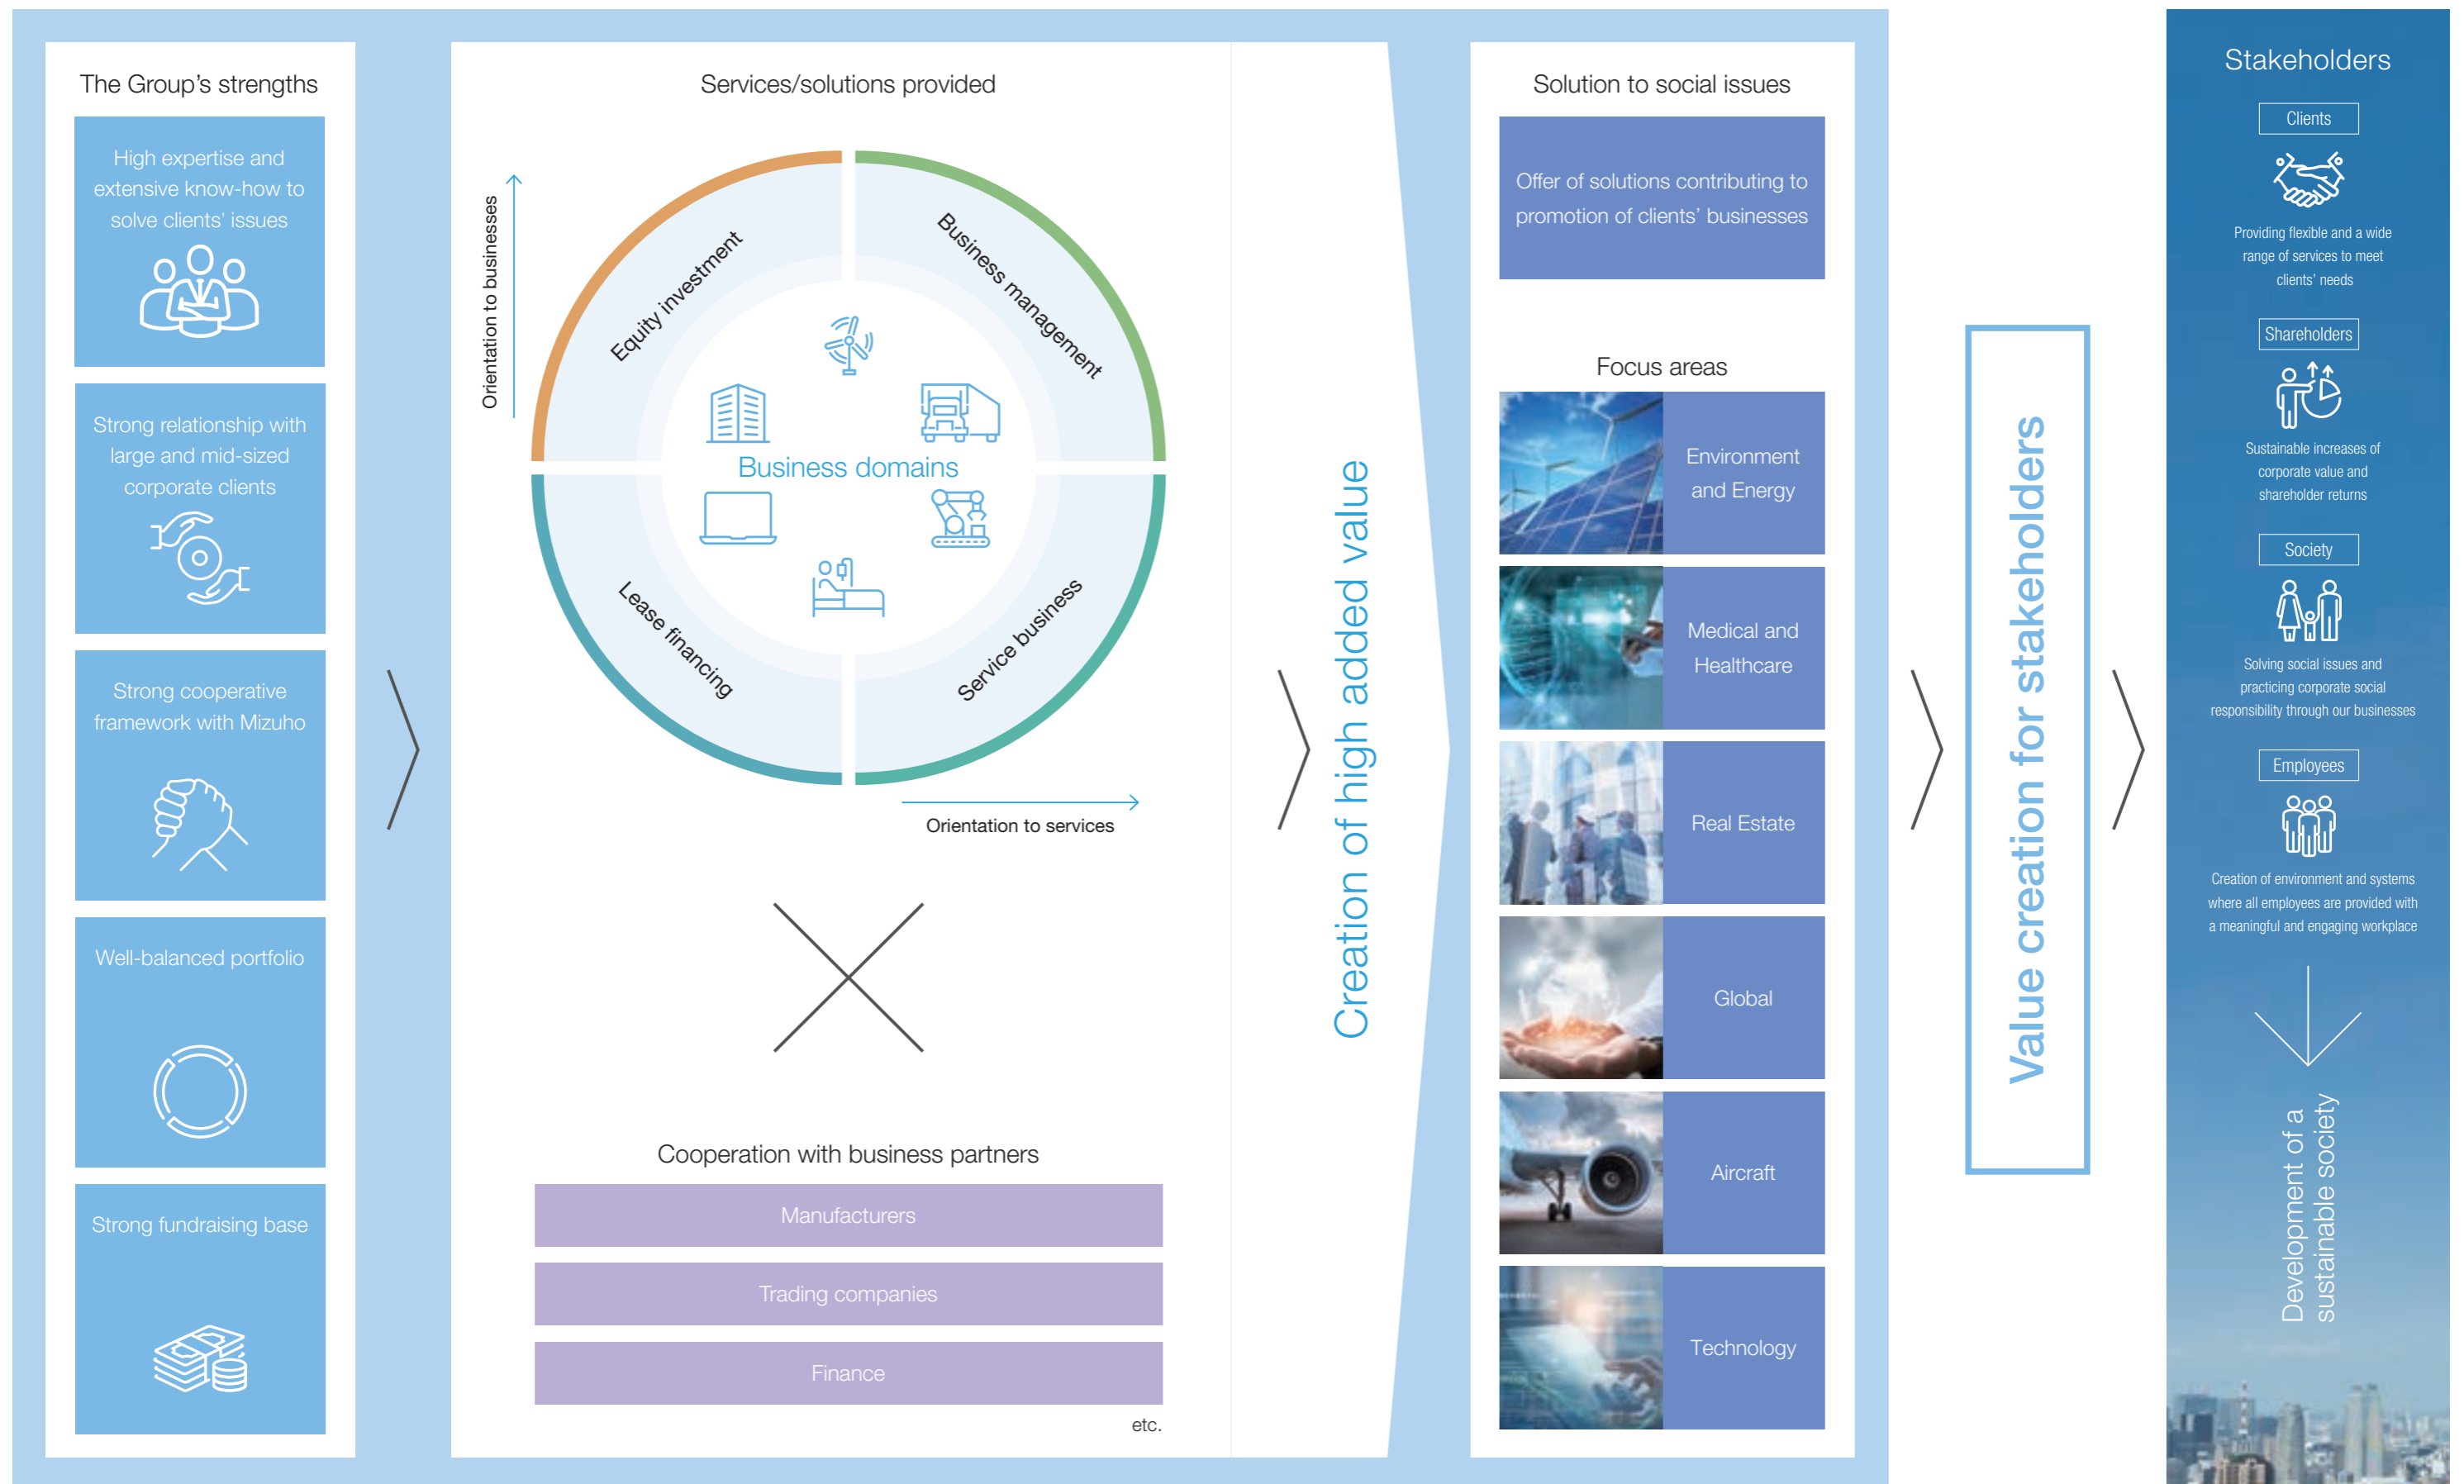 The Group's strengths
High expertise and
extensive know-how to
solve clients' issues
Strong relationship with
large and mid-sized
corporate clients
Strong cooperative
framework with Mizuho
Well-balanced portfolio
Strong fundraising base
Services/solutions provided
Orientation to businesses
Equity investment
Business management
Business domains
Lease financing
Service business
Orientation to services
Cooperation with business partners
Manufacturers
Trading companies
Finance
etc.
Creation of high added value
Solution to social issues
Offer of solutions contributing to
promotion of clients' businesses
Focus areas
Environment
and Energy
Medical and
Healthcare
Real Estate
Global
Aircraft
Technology
Value creation for stakeholders
Stakeholders
Clients
Providing flexible and a wide
range of services to meet
clients' needs
Shareholders
Sustainable increases of
corporate value and
shareholder returns
Society
Solving social issues and
practicing corporate social
responsibility through our businesses
Employees
Creation of environment and systems
where all employees are provided with
a meaningful and engaging workplace
Development of a
sustainable society